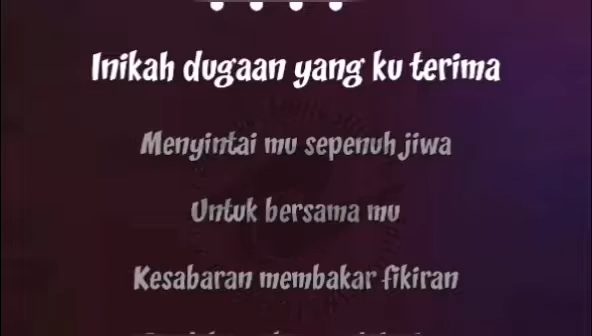 Inikah dugaan yang ku terima
Menyintai mu sepenuh jiwa
Untuk bersama mu
Kesabaran membakar fikiran